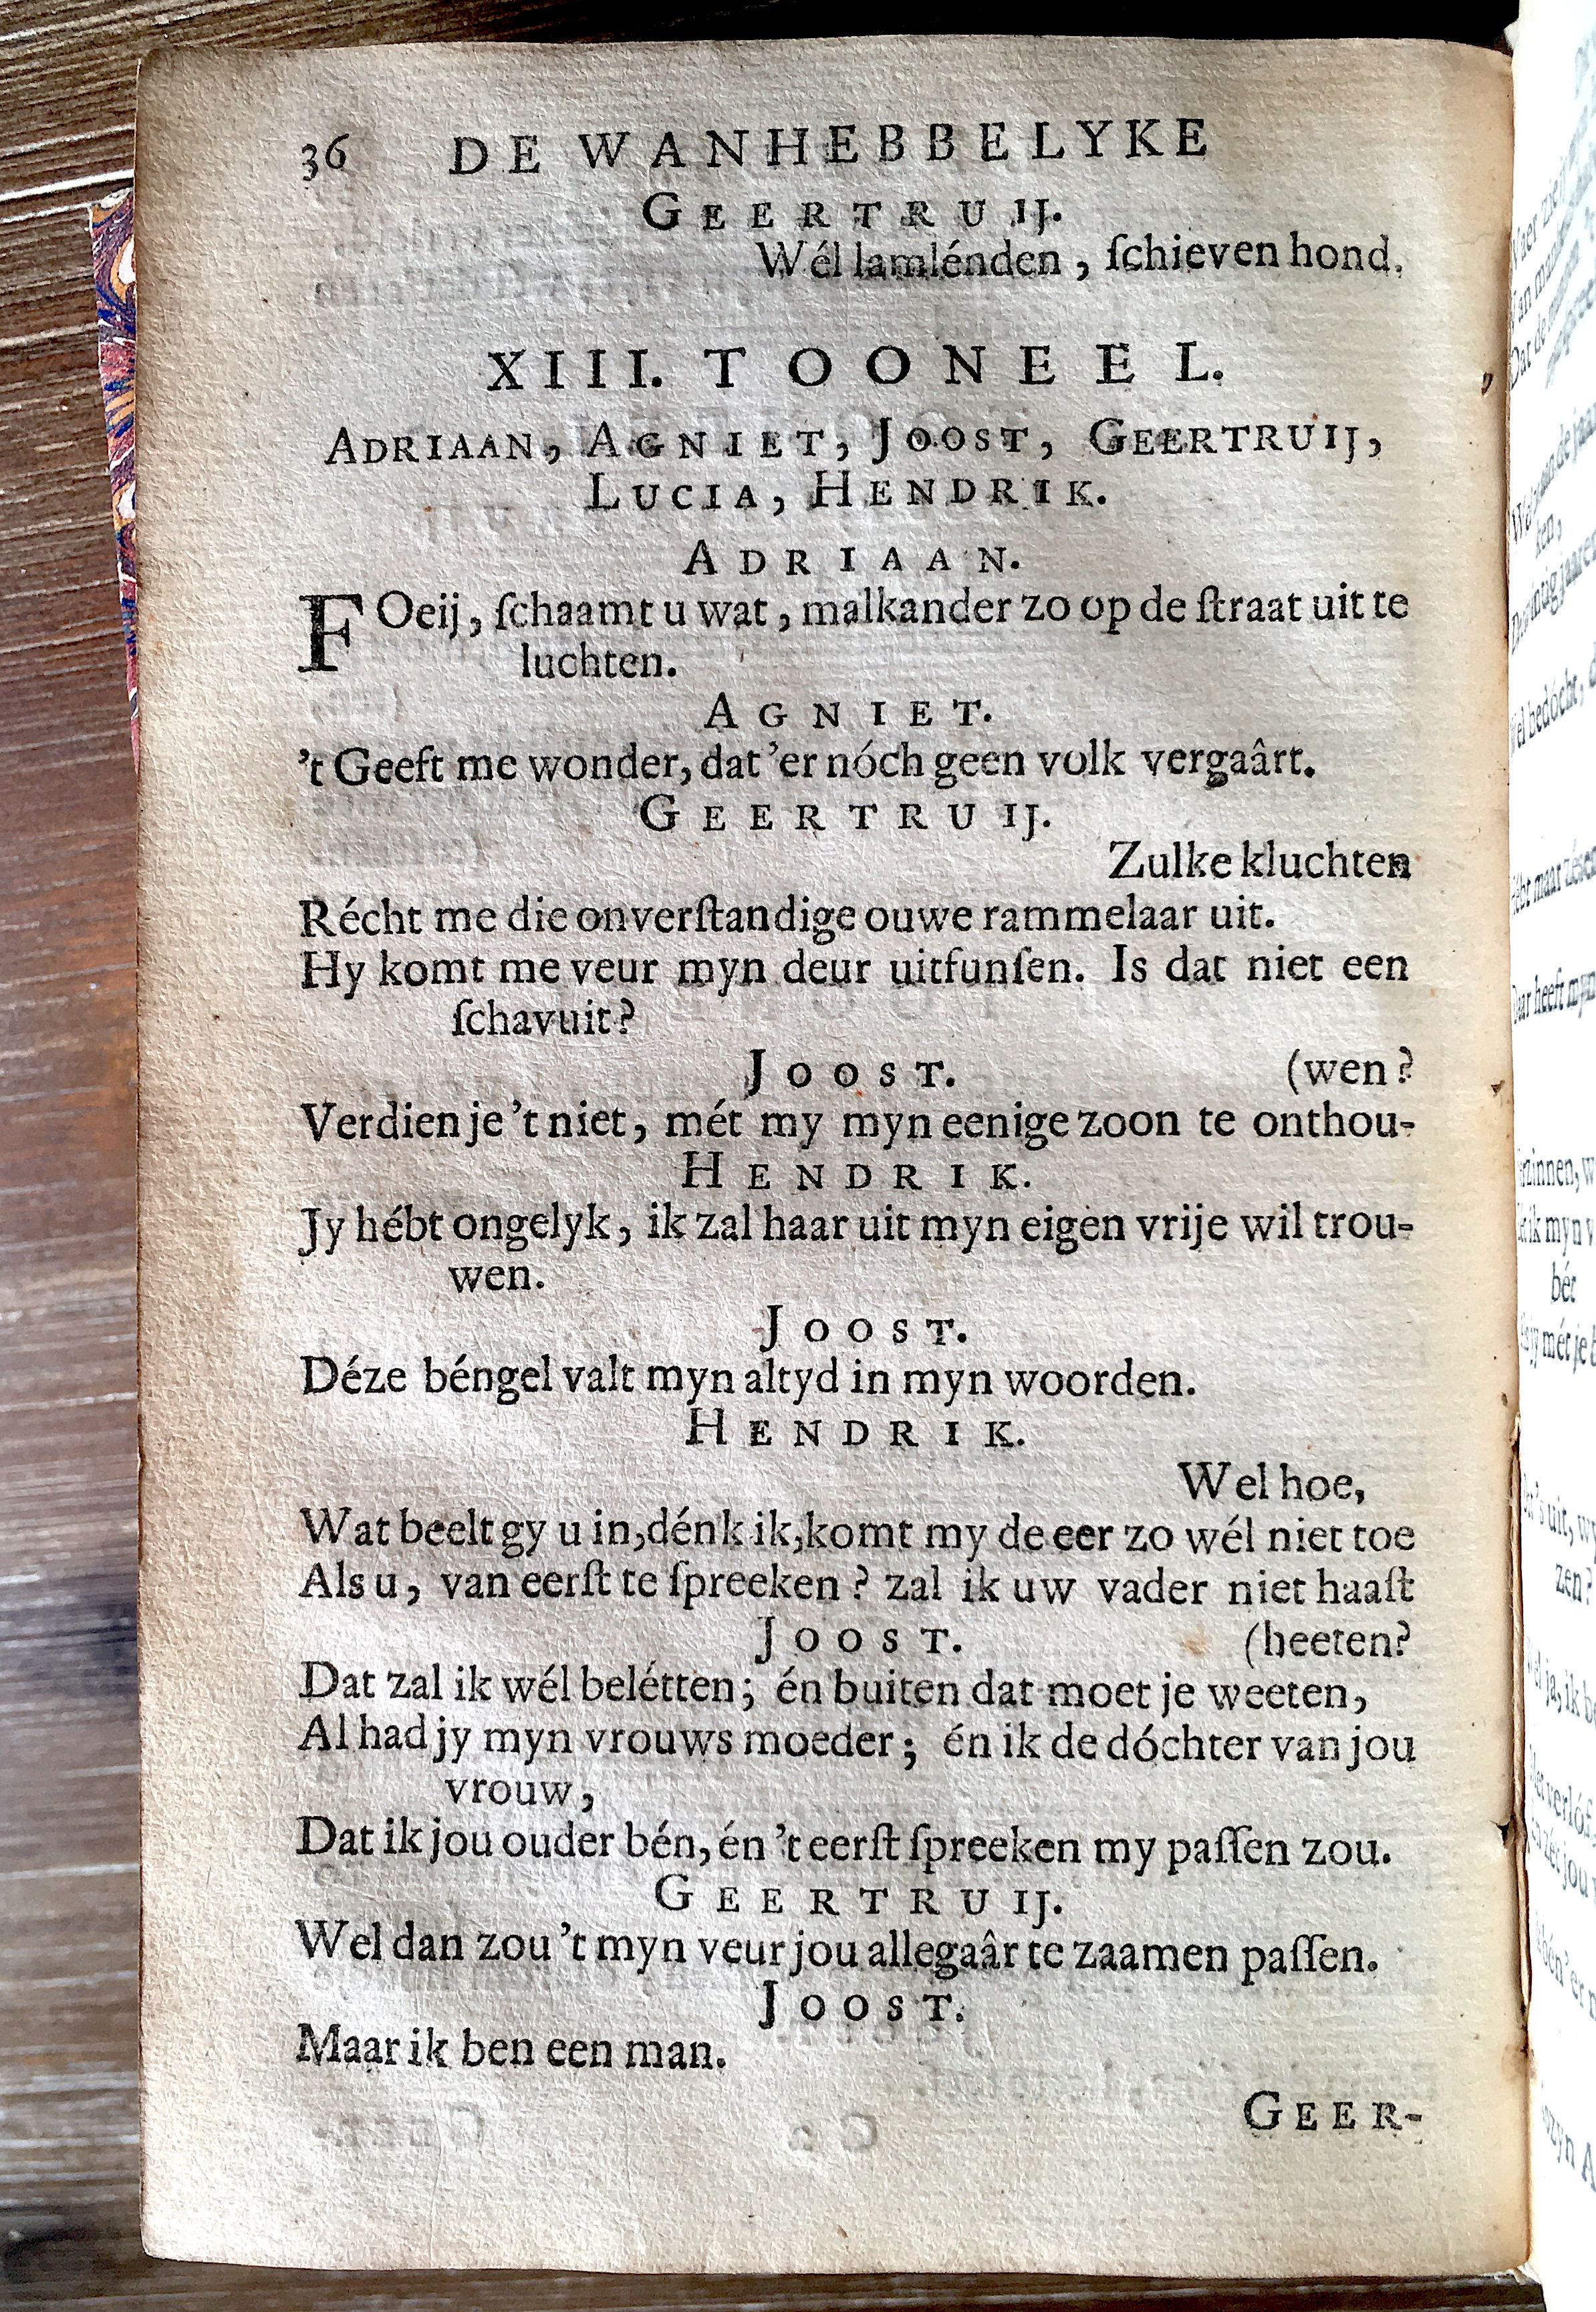 36 DE WANHEBBELYKE
GEERTRUIJ.
Wél lamlénden, ſchieven hond.
XIII. TOONEEL.
ADRIAAN, AGNIET, JOOST, GEERTRUIJ,
LUCIA, HENDRIK.
ADRIAAN.
FOeij, ſchaamt u wat, malkander zo op de ſtraat uit te
luchten.
AGNIET.
't Geeft me wonder, dat 'er nóch geen volk vergaârt.
GEERTRUIJ.
Zulke kluchten
Récht me die onverſtandige ouwe rammelaar uit.
Hy komt me veur myn deur uitfunſen. Is dat niet een
ſchavuit?
JOOST. (wen?
Verdien je 't niet, mét my myn eenige zoon te onthou-
HENDRIK.
Jy hébt ongelyk, ik zal haar uit myn eigen vrije wil trou-
wen.
JOOST.
Déze béngel valt myn altyd in myn woorden.
HENDRIK.
Wel hoe,
Wat beelt gy u in, dénk ik, komt my de eer zo wél niet toe
Als u, van eerſt te ſpreeken? zal ik uw vader niet haaſt
JOOST. (heeten?
Dat zal ik wél belétten; én buiten dat moet je weeten,
Al had jy myn vrouws moeder; én ik de dóchter van jou
vrouw,
Dat ik jou ouder bén, én 't eerſt ſpreeken my paſſen zou.
GEERTRUIJ.
Wel dan zou 't myn veur jou allegaâr te zaamen paſſen.
JOOST.
Maar ik ben een man.
GEER-